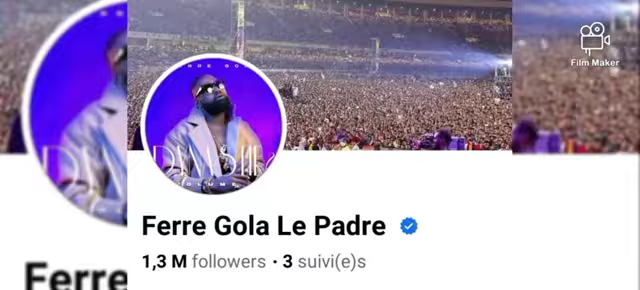 Film Maker
Ferre Gola Le Padre
1,3 M followers • 3 suivi(e)s
Ferre